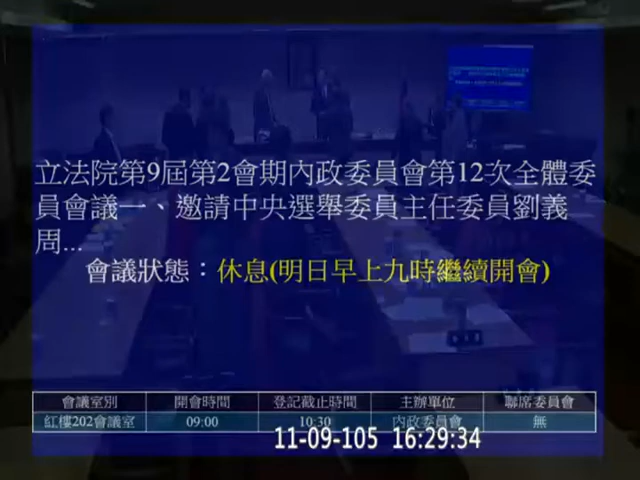 立法院第9屆第2會期內政委員會第12次全體委
員會議一、邀請中央選舉委員主任委員劉義
周...
會議狀態：休息(明日早上九時繼續開會)
會議室別 開會時間 登記截止時間 主辦單位 聯席委員會
紅樓202會議室 09:00 10:30 內政委員會 無
11-09-105 16:29:34